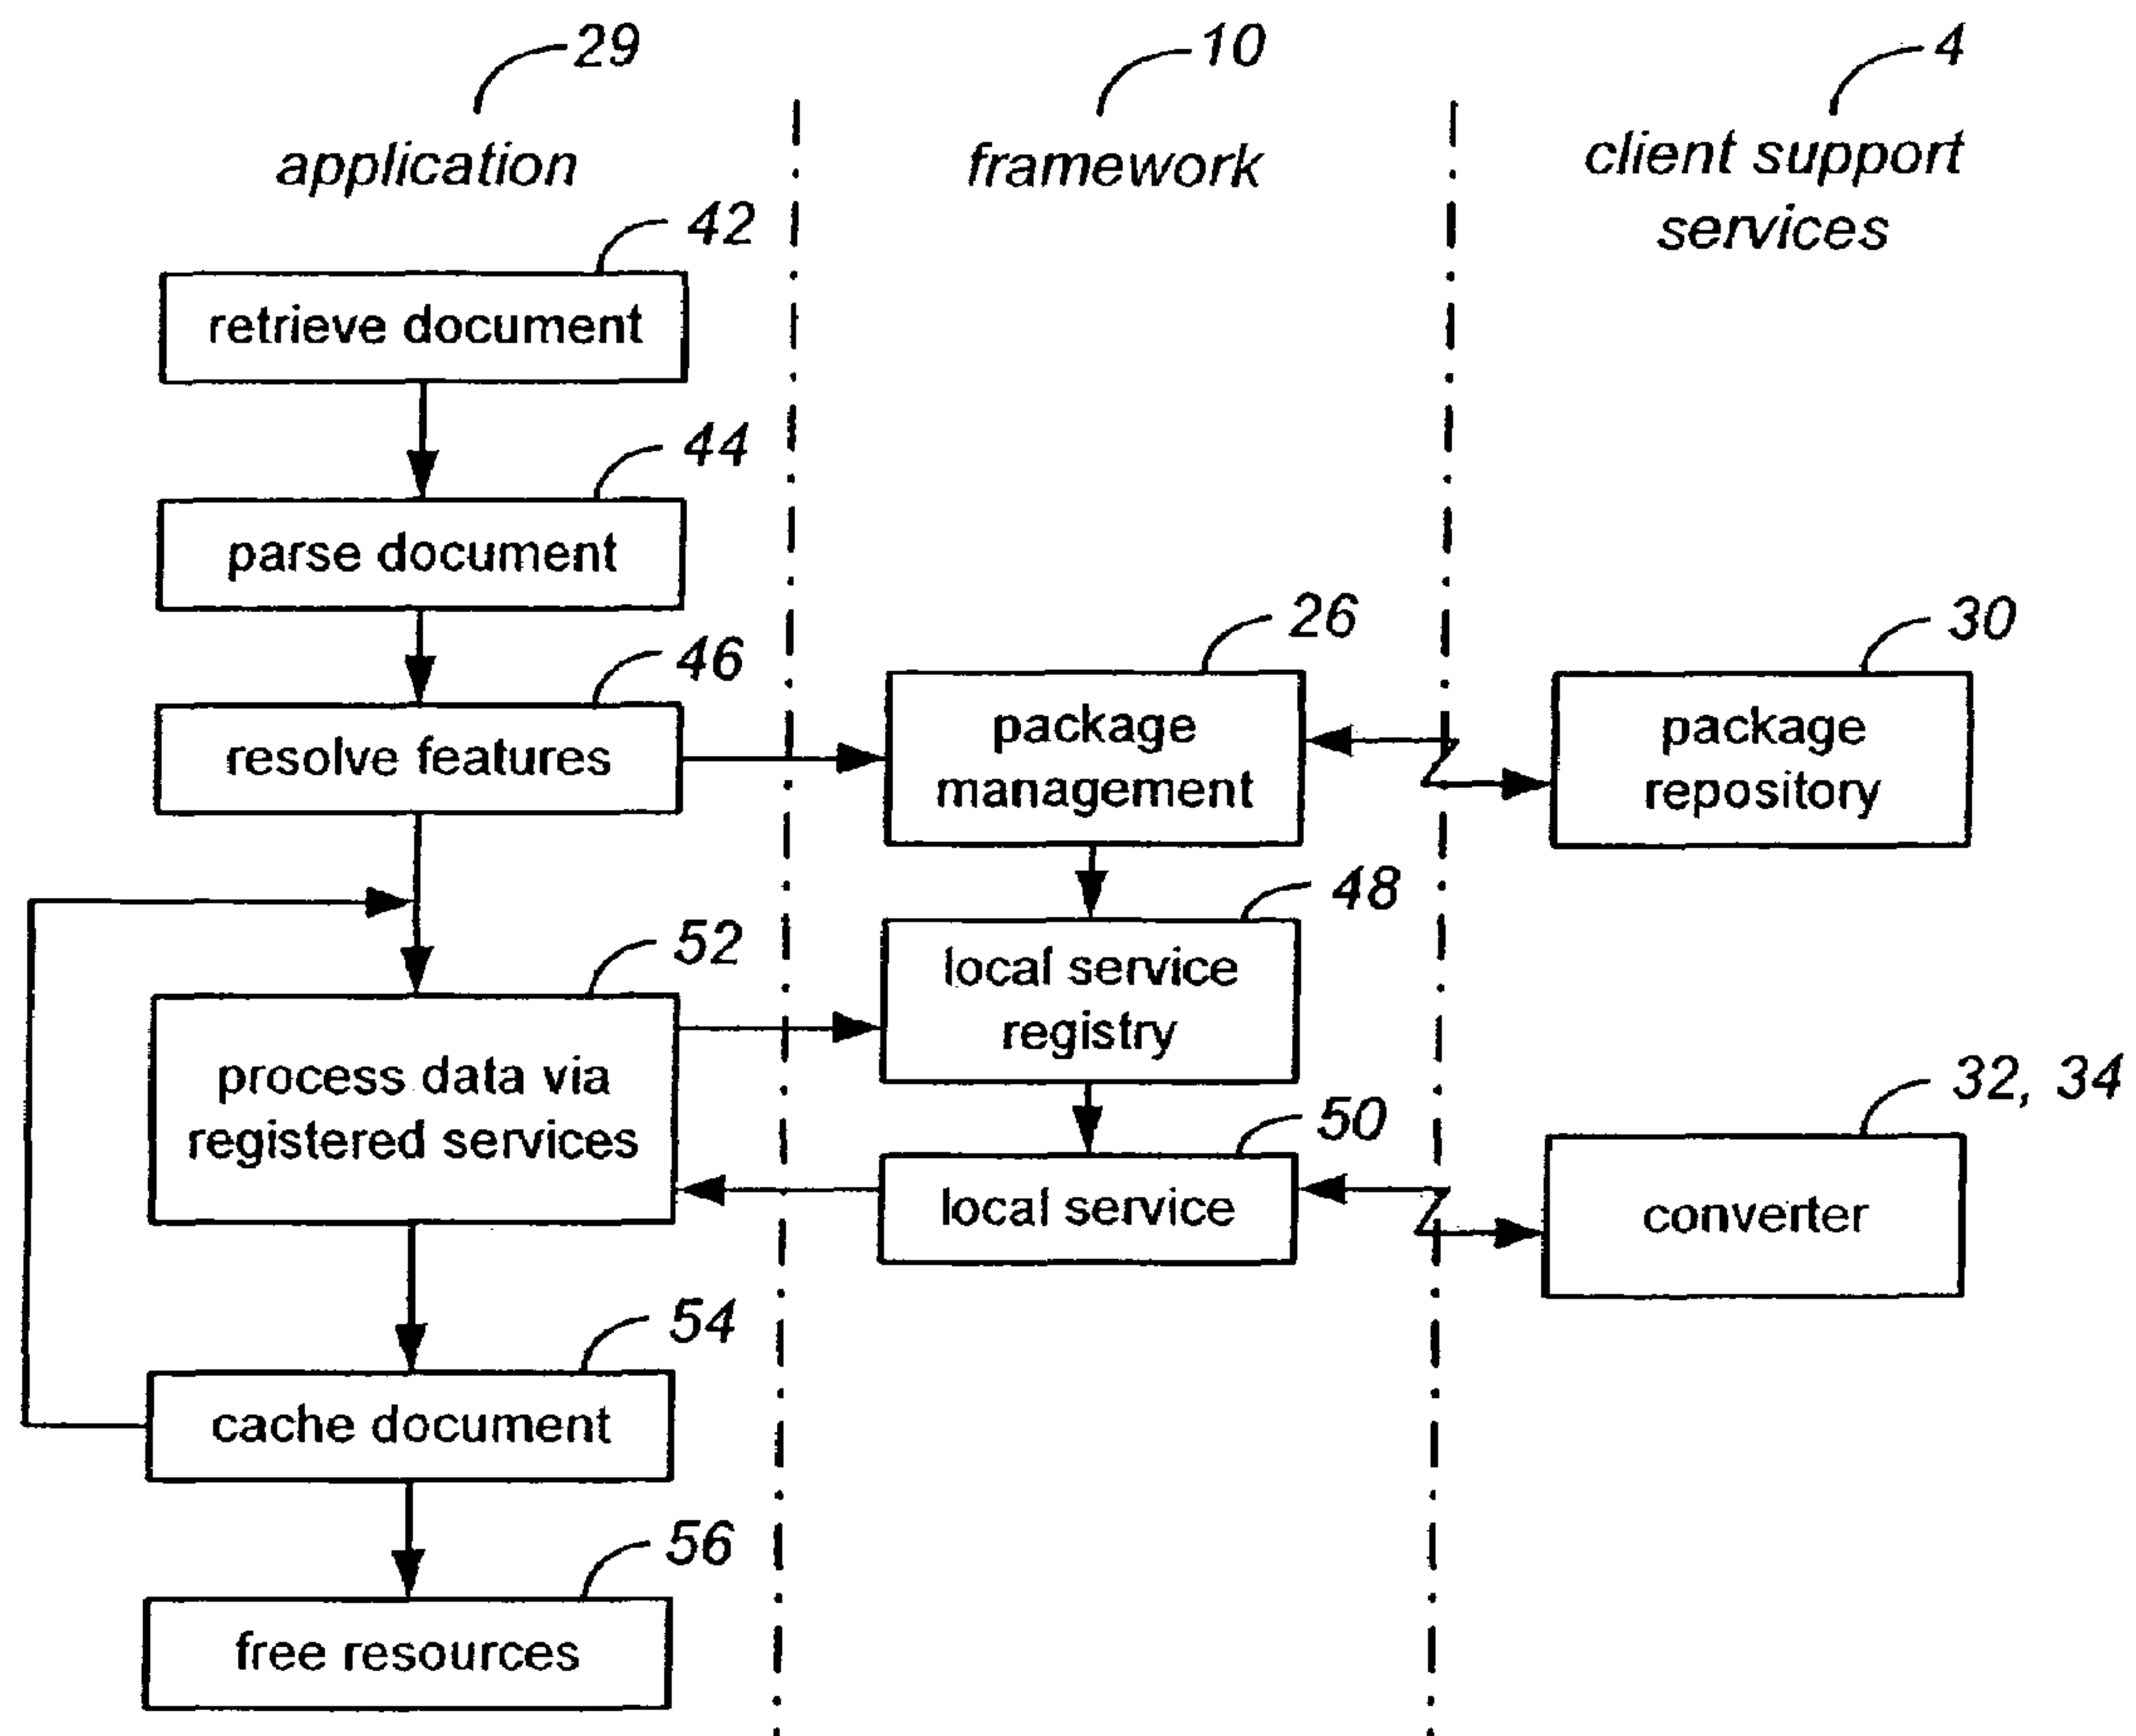 29
10
4
application
framework
client support
services
42
retrieve document
44
parse document
46
resolve features
26
package
management
30
package
repository
48
local service
registry
52
process data via
registered services
50
local service
32, 34
converter
54
cache document
56
free resources